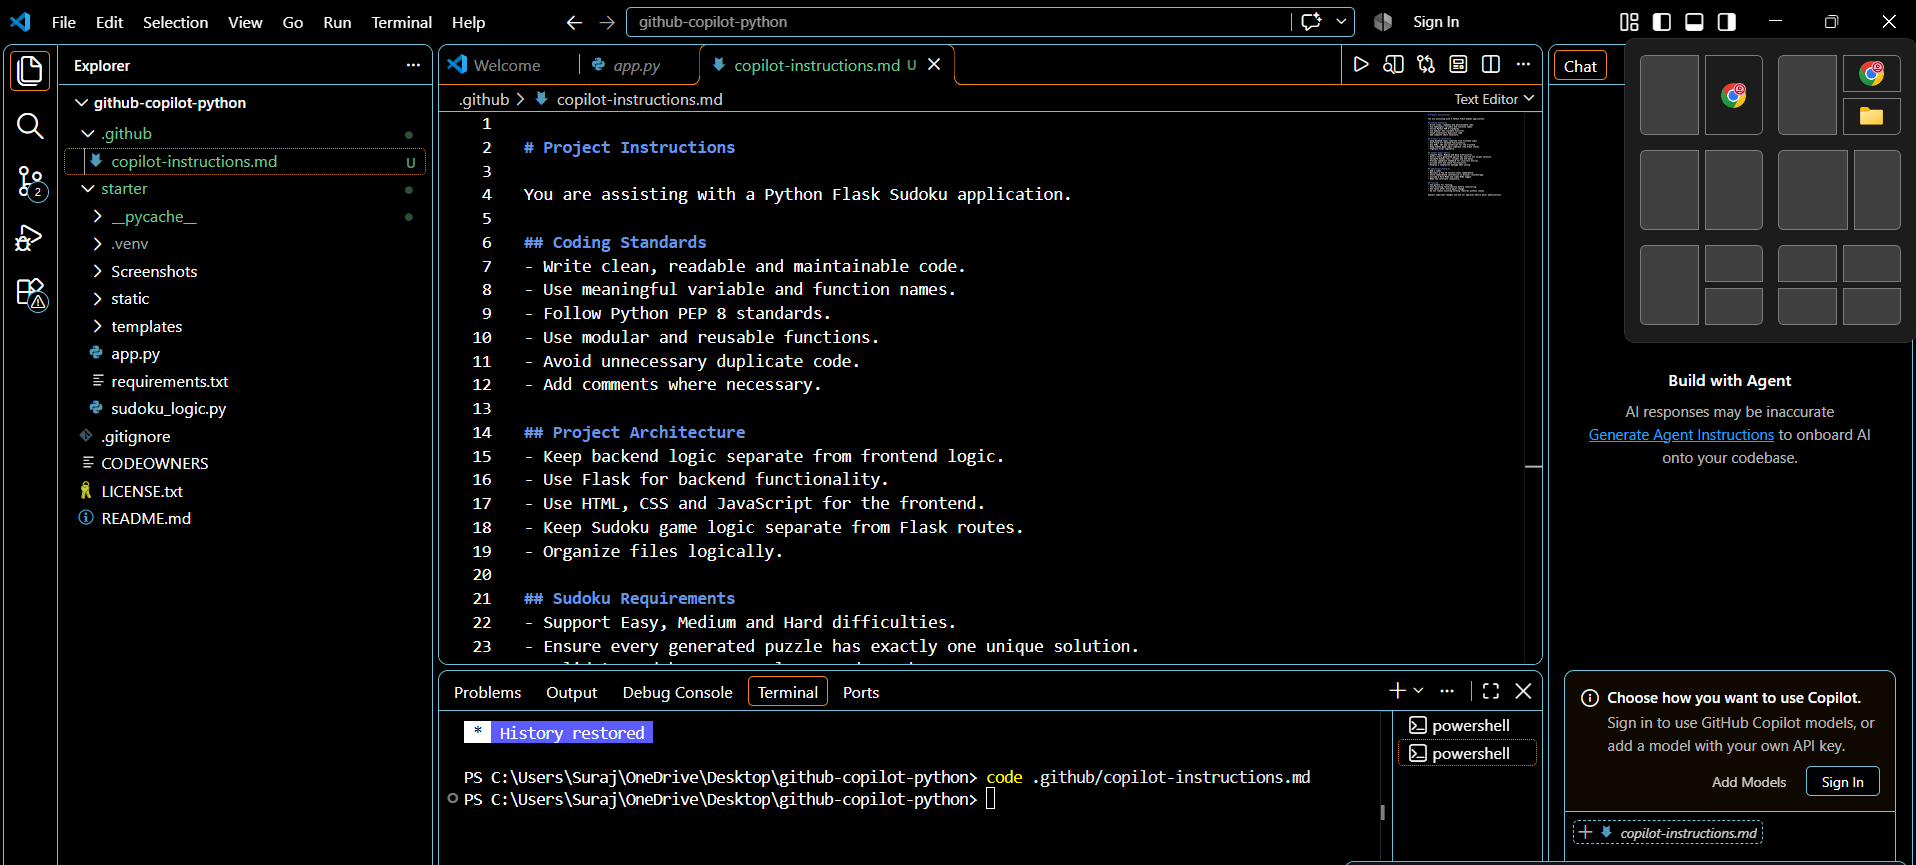 File Edit Selection View Go Run Terminal Help
github-copilot-python
Sign In
Explorer
github-copilot-python
.github
copilot-instructions.md U
starter
__pycache__
.venv
Screenshots
static
templates
app.py
requirements.txt
sudoku_logic.py
.gitignore
CODEOWNERS
LICENSE.txt
README.md
2
Welcome
app.py
copilot-instructions.md U
.github > copilot-instructions.md
Text Editor
1
2 # Project Instructions
3
4 You are assisting with a Python Flask Sudoku application.
5
6 ## Coding Standards
7 - Write clean, readable and maintainable code.
8 - Use meaningful variable and function names.
9 - Follow Python PEP 8 standards.
10 - Use modular and reusable functions.
11 - Avoid unnecessary duplicate code.
12 - Add comments where necessary.
13
14 ## Project Architecture
15 - Keep backend logic separate from frontend logic.
16 - Use Flask for backend functionality.
17 - Use HTML, CSS and JavaScript for the frontend.
18 - Keep Sudoku game logic separate from Flask routes.
19 - Organize files logically.
20
21 ## Sudoku Requirements
22 - Support Easy, Medium and Hard difficulties.
23 - Ensure every generated puzzle has exactly one unique solution.
Problems Output Debug Console Terminal Ports
* History restored
PS C:\Users\Suraj\OneDrive\Desktop\github-copilot-python> code .github/copilot-instructions.md
PS C:\Users\Suraj\OneDrive\Desktop\github-copilot-python>
powershell
powershell
Chat
Build with Agent
AI responses may be inaccurate
Generate Agent Instructions to onboard AI
onto your codebase.
Choose how you want to use Copilot.
Sign in to use GitHub Copilot models, or
add a model with your own API key.
Add Models Sign In
copilot-instructions.md